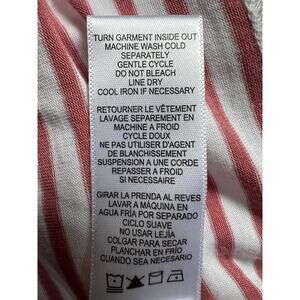 TURN GARMENT INSIDE OUT
MACHINE WASH COLD
SEPARATELY
GENTLE CYCLE
DO NOT BLEACH
LINE DRY
COOL IRON IF NECESSARY
RETOURNER LE VÊTEMENT
LAVAGE SEPAREMENT EN
MACHINE A FROID
CYCLE DOUX
NE PAS UTILISER D'AGENT
DE BLANCHISSEMENT
SUSPENSION A UNE CORDE
REPASSER A FROID
SI NECESSAIRE
GIRAR LA PRENDA AL REVES
LAVAR A MÁQUINA EN
AGUA FRÍA POR SEPARADO
CICLO SUAVE
NO USAR LEJÍA
COLGAR PARA SECAR
PLANCHAR EN FRÍO
CUANDO SEA NECESSARIO